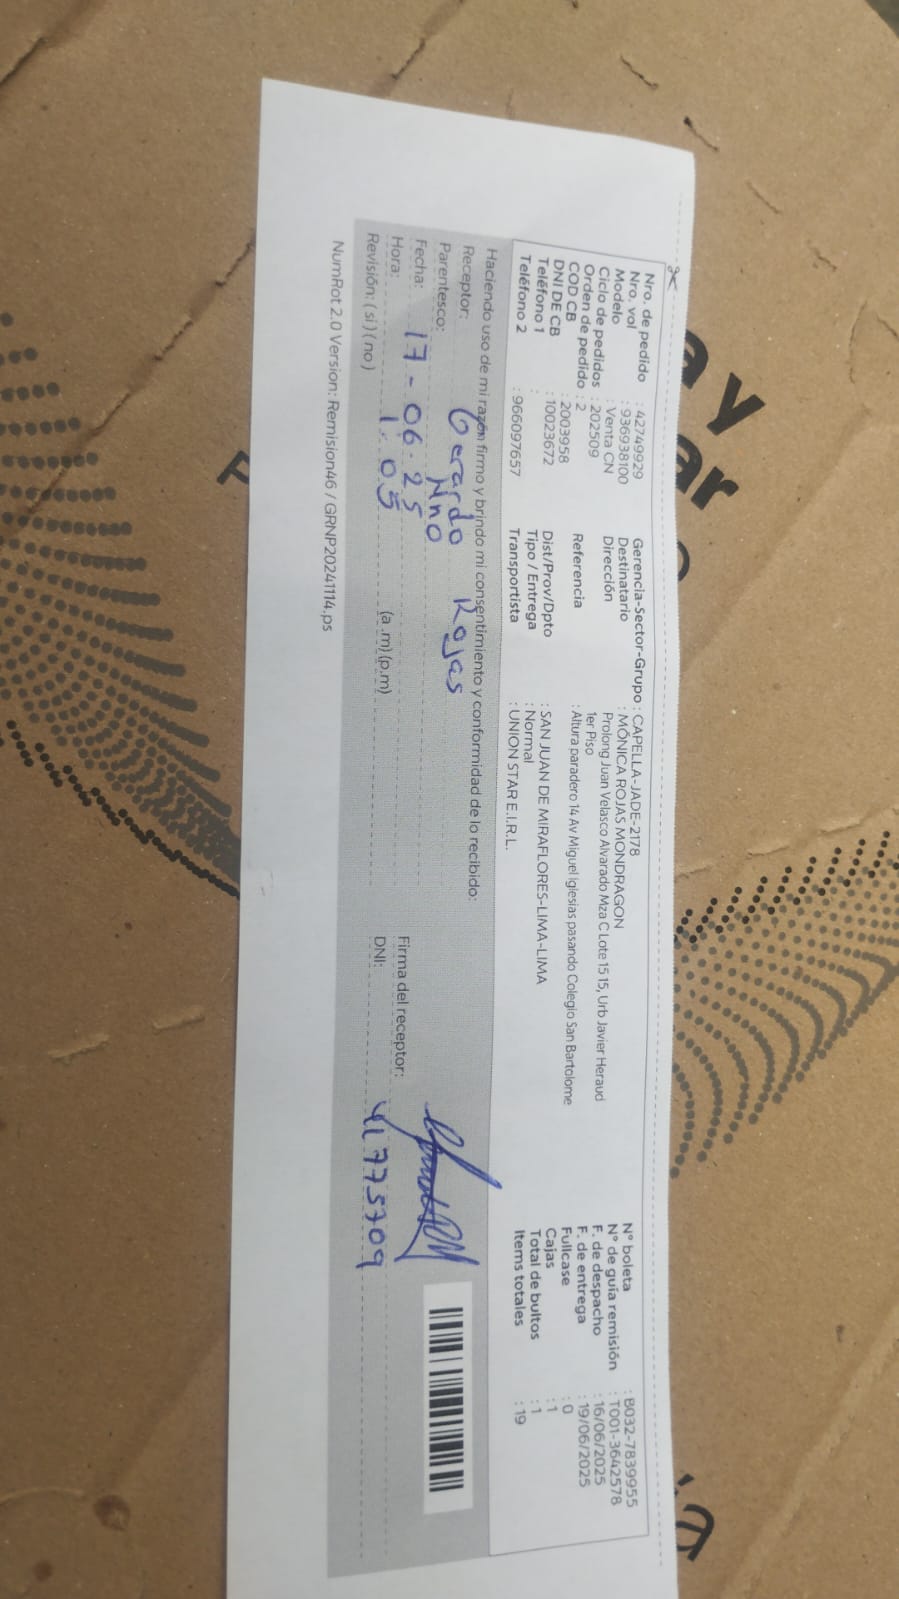 Nro. de pedido : 42749929
Nro. vol : 936938100
Modelo : Venta CN
Ciclo de pedidos : 202509
Orden de pedido : 2
COD CB : 2003958
DNI DE CB : 10023672
Teléfono 1 :
Teléfono 2 : 966097657
Gerencia-Sector-Grupo : CAPELLA-JADE-2178
Destinatario : MÓNICA ROJAS MONDRAGON
Dirección Prolong Juan Velasco Alvarado Mza C Lote 15 15, Urb Javier Heraud
1er Piso
Referencia : Altura paradero 14 Av Miguel Iglesias pasando Colegio San Bartolome
Dist/Prov/Dpto : SAN JUAN DE MIRAFLORES-LIMA-LIMA
Tipo / Entrega : Normal
Transportista : UNION STAR E.I.R.L.
N° boleta : B032-7839955
N° de guía remisión : T001-3642578
F. de despacho : 16/06/2025
F. de entrega : 19/06/2025
Fullcase : 0
Cajas : 1
Total de bultos : 1
Items totales : 19
Haciendo uso de mi razón firmo y brindo mi consentimiento y conformidad de lo recibido:
Receptor: Gerardo Rojas
Parentesco: Hno
Fecha: 17-06-25
Hora: 1:05 (a .m) (p.m)
Revisión: ( si ) ( no )
Firma del receptor:
DNI: 41775709
NumRot 2.0 Version: Remision46 / GRNP20241114.ps